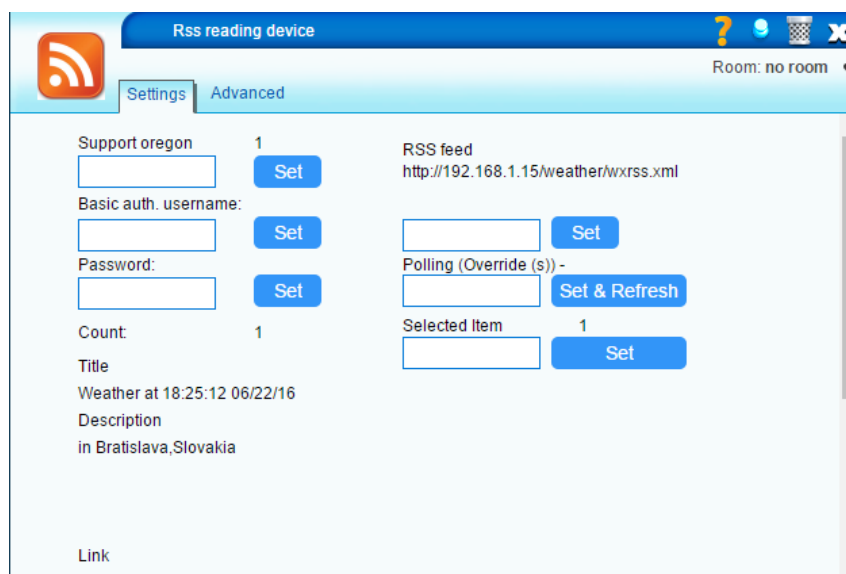 Rss reading device
Room: no room
Settings
Advanced
Support oregon 1
Set
Basic auth. username:
Set
Password:
Set
Count: 1
Title
Weather at 18:25:12 06/22/16
Description
in Bratislava,Slovakia
Link
RSS feed
http://192.168.1.15/weather/wxrss.xml
Set
Polling (Override (s)) -
Set & Refresh
Selected Item 1
Set